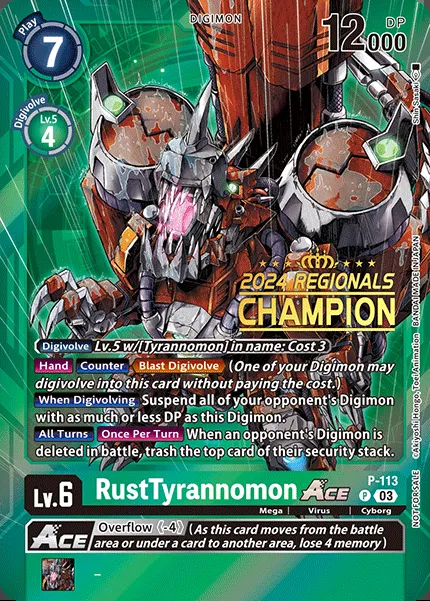 DIGIMON
Play
7
12000
DP
Digivolve
Lv.5
4
Shin Sasaki
2024 REGIONALS
CHAMPION
Digivolve Lv.5 w/[Tyrannomon] in name: Cost 3
Hand Counter Blast Digivolve (One of your Digimon may
digivolve into this card without paying the cost.)
When Digivolving Suspend all of your opponent's Digimon
with as much or less DP as this Digimon.
All Turns Once Per Turn When an opponent's Digimon is
deleted in battle, trash the top card of their security stack.
P-113
Lv.6 RustTyrannomon ACE P 03
Mega | Virus | Cyborg
ACE Overflow《-4》(As this card moves from the battle
area or under a card to another area, lose 4 memory)
–
NOT FOR SALE
©Akiyoshi Hongo, Toei Animation BANDAI MADE IN JAPAN